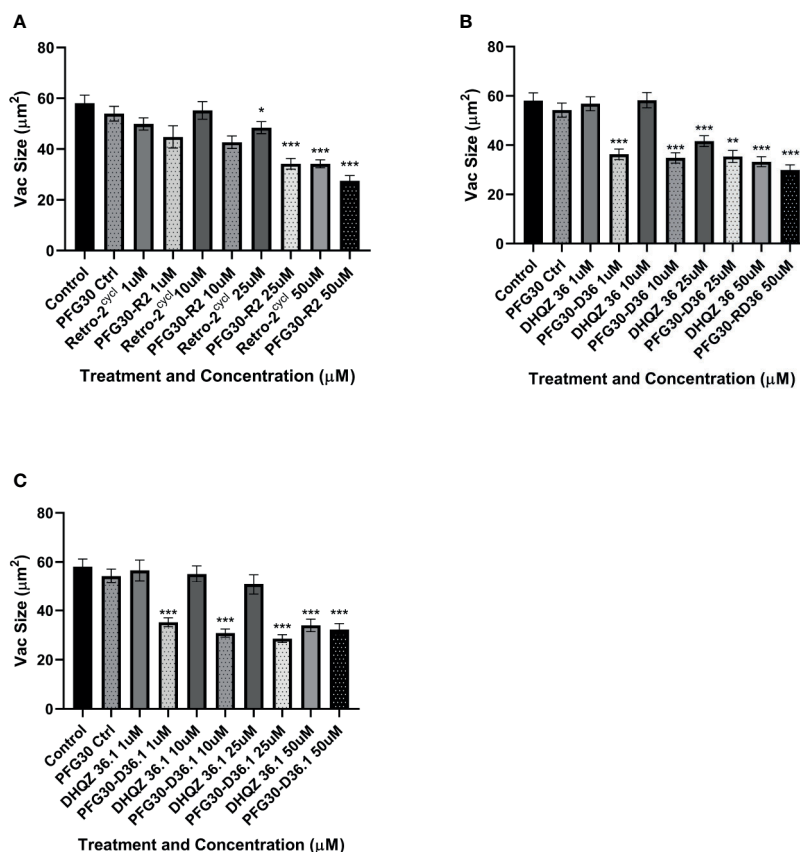 A
80
60
40
20
0
Vac Size (μm²)
*
***
***
***
Control
PFG30 Ctrl
Retro-2ᶜʸᶜˡ 1uM
PFG30-R2 1uM
Retro-2ᶜʸᶜˡ 10uM
PFG30-R2 10uM
Retro-2ᶜʸᶜˡ 25uM
PFG30-R2 25uM
Retro-2ᶜʸᶜˡ 50uM
PFG30-R2 50uM
Treatment and Concentration (μM)
B
80
60
40
20
0
Vac Size (μm²)
***
***
***
**
***
***
Control
PFG30 Ctrl
DHQZ 36 1uM
PFG30-D36 1uM
DHQZ 36 10uM
PFG30-D36 10uM
DHQZ 36 25uM
PFG30-D36 25uM
DHQZ 36 50uM
PFG30-RD36 50uM
Treatment and Concentration (μM)
C
80
60
40
20
0
Vac Size (μm²)
***
***
***
***
***
Control
PFG30 Ctrl
DHQZ 36.1 1uM
PFG30-D36.1 1uM
DHQZ 36.1 10uM
PFG30-D36.1 10uM
DHQZ 36.1 25uM
PFG30-D36.1 25uM
DHQZ 36.1 50uM
PFG30-D36.1 50uM
Treatment and Concentration (μM)